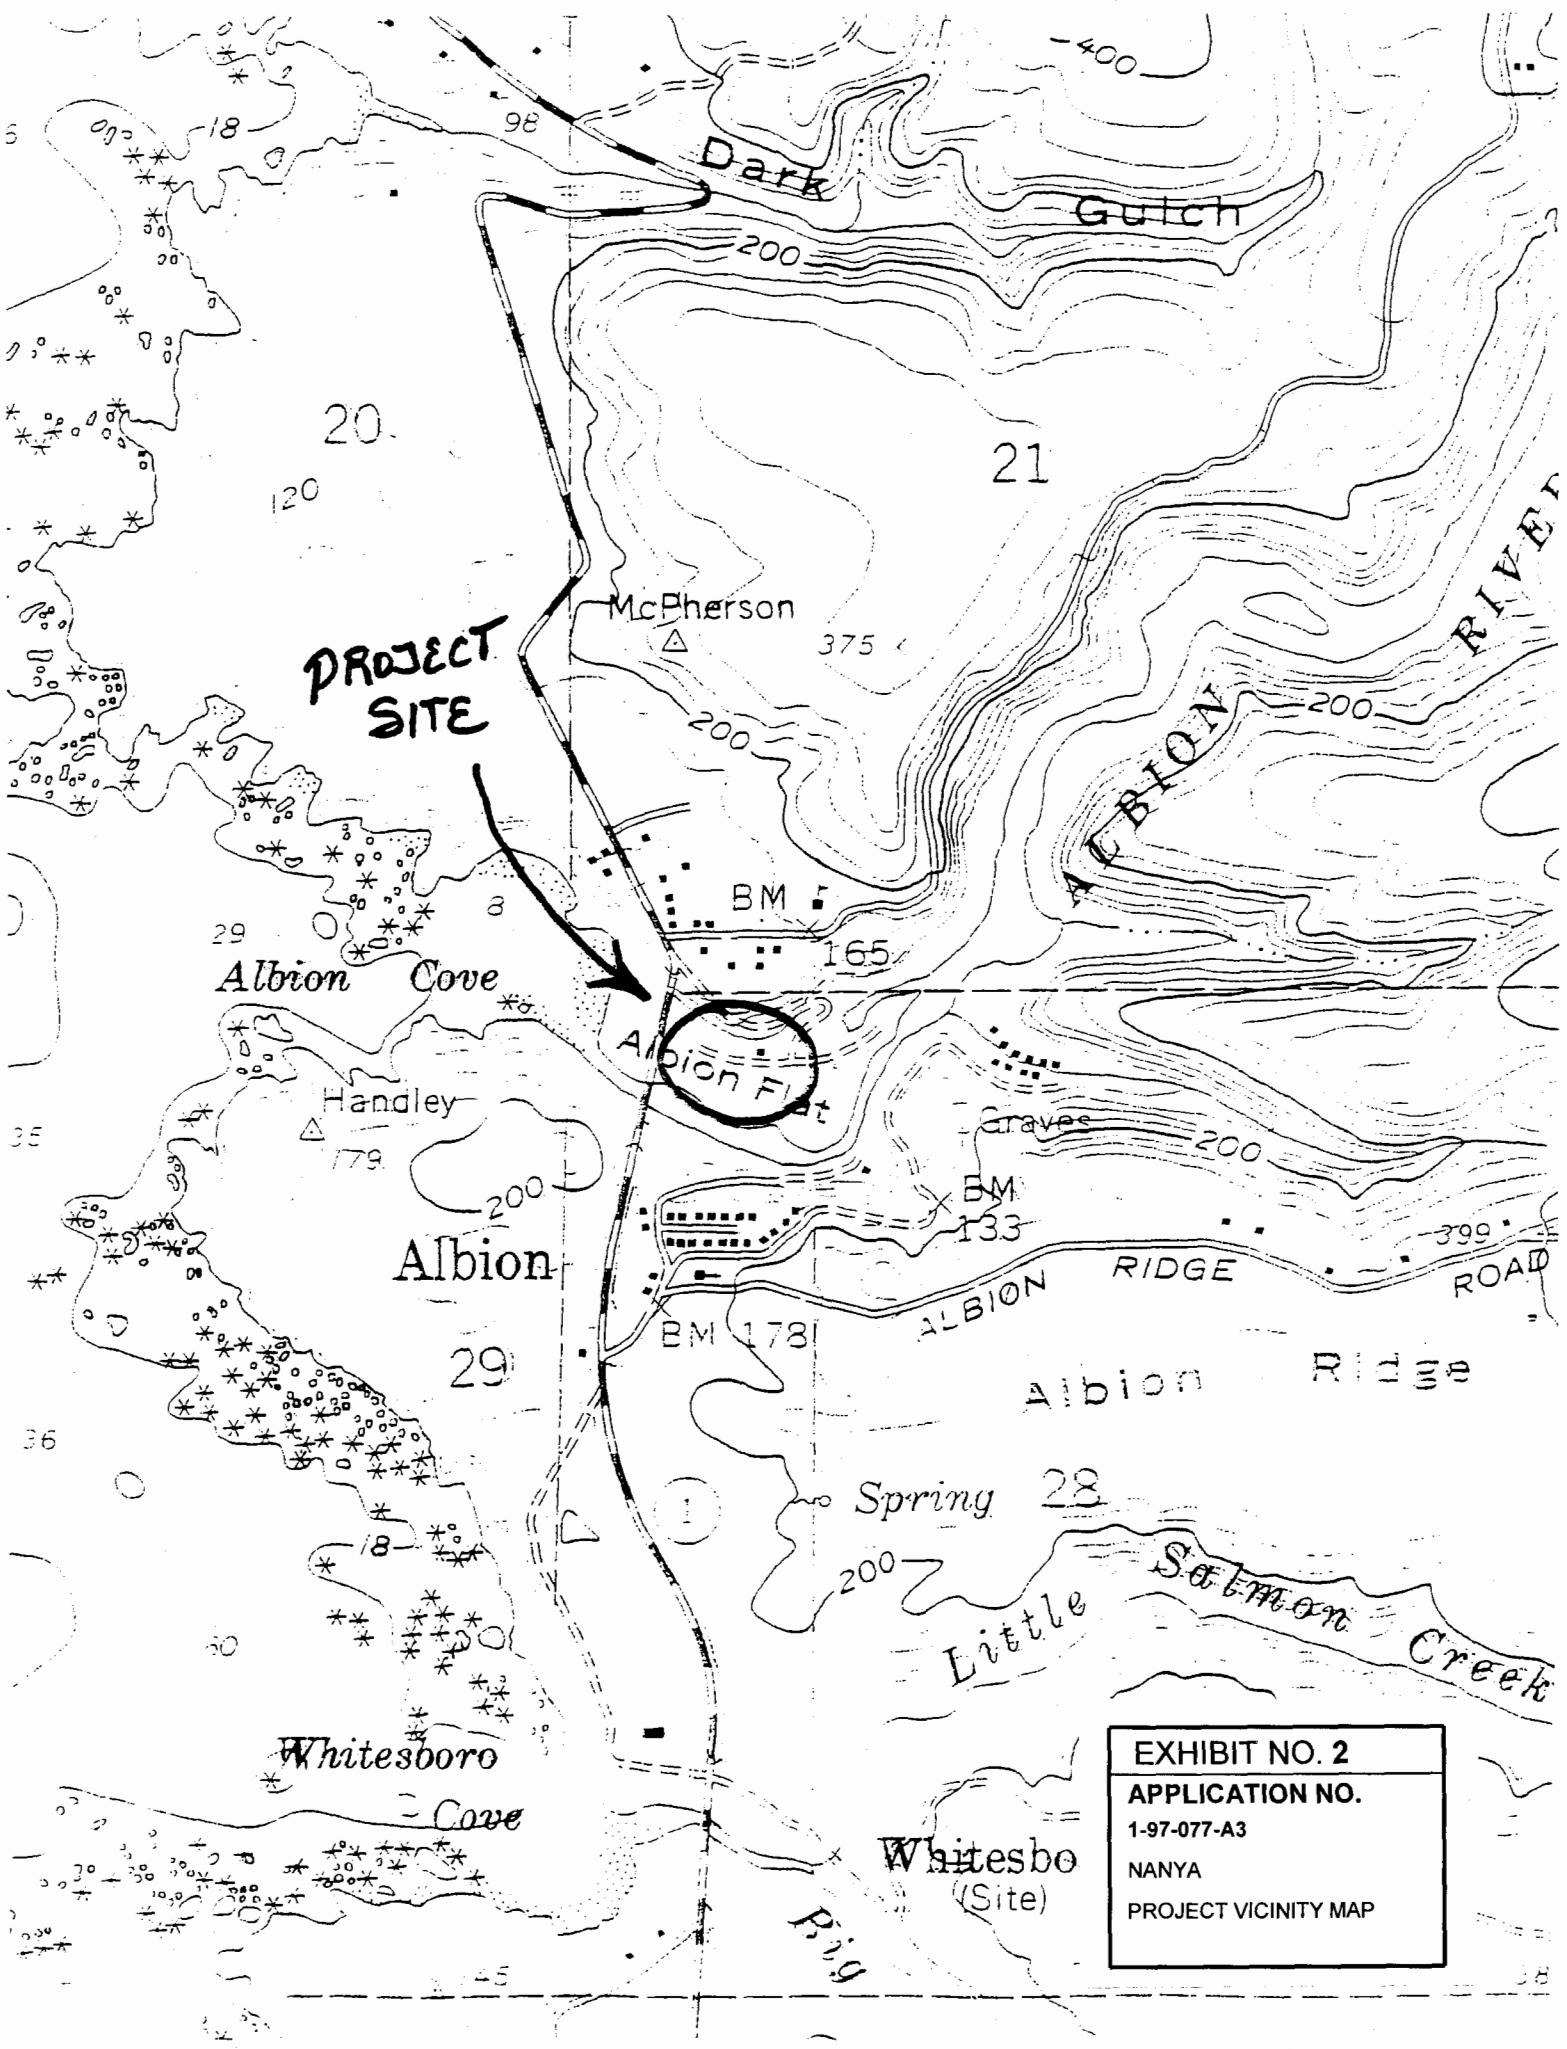 400
98
18
Dark
Gulch
200
20
21
120
McPherson
375
RIVER
PROJECT
SITE
200
200
ALBION
BM
8
29
165
Albion Cove
Albion Flat
Handley
Graves
35
179
200
200
BM
133
399
Albion
ALBION RIDGE ROAD
BM 178
29
Albion Ridge
36
1
Spring
28
18
200
Little Salmon Creek
60
Whitesboro
Cove
EXHIBIT NO. 2
APPLICATION NO.
1-97-077-A3
NANYA
PROJECT VICINITY MAP
Whitesbo
(Site)
Big
45